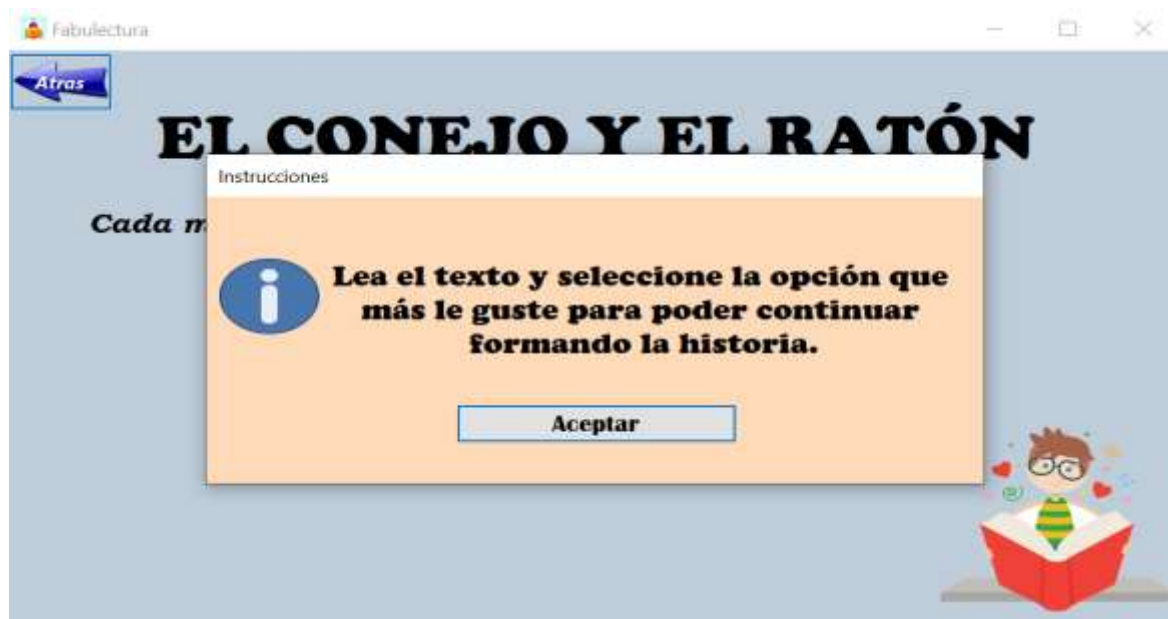 Fabulectura
Atras
EL CONEJO Y EL RATÓN
Instrucciones
Cada
Lea el texto y seleccione la opción que
más le guste para poder continuar
formando la historia.
Aceptar